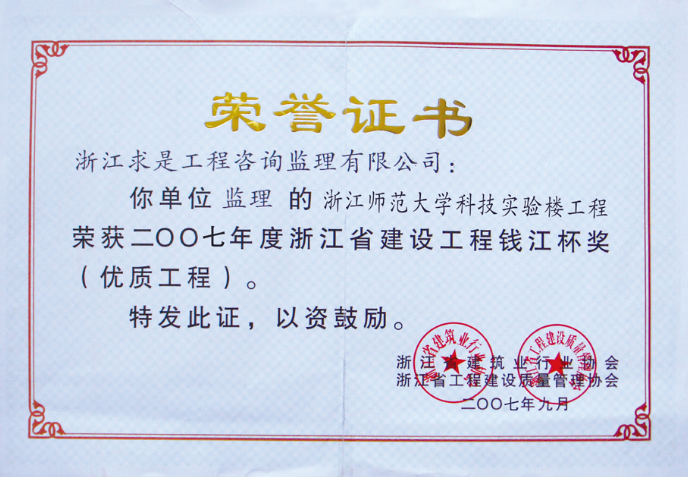 荣誉证书
浙江求是工程咨询监理有限公司：
你单位 监理 的 浙江师范大学科技实验楼工程
荣获二〇〇七年度浙江省建设工程钱江杯奖
（优质工程）。
特发此证，以资鼓励。
浙江省建筑业行业协会
浙江省工程建设质量管理协会
二〇〇七年九月